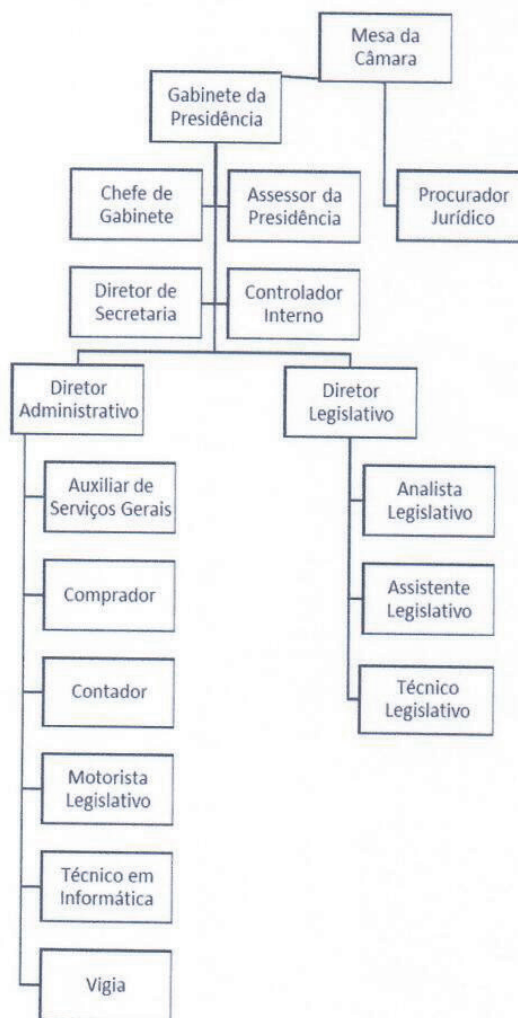 Mesa da
Câmara
Gabinete da
Presidência
Chefe de
Gabinete
Assessor da
Presidência
Procurador
Jurídico
Diretor de
Secretaria
Controlador
Interno
Diretor
Administrativo
Diretor
Legislativo
Auxiliar de
Serviços Gerais
Analista
Legislativo
Comprador
Assistente
Legislativo
Contador
Técnico
Legislativo
Motorista
Legislativo
Técnico em
Informática
Vigia